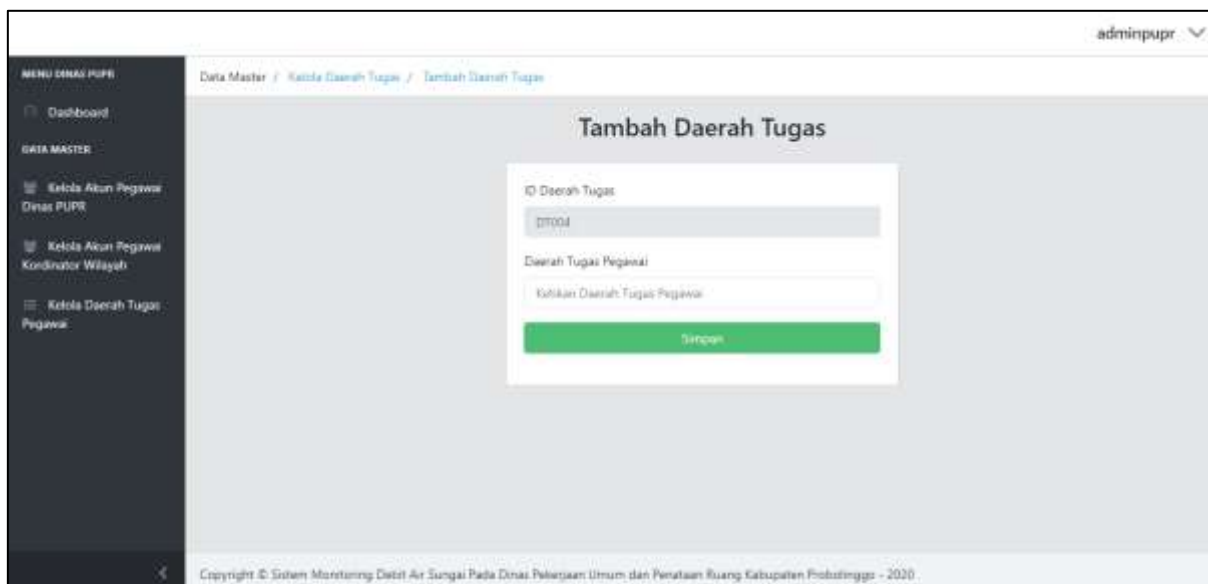 adminpupr
MENU DINAS PUPR
Dashboard
DATA MASTER
Kelola Akun Pegawai
Dinas PUPR
Kelola Akun Pegawai
Kordinator Wilayah
Kelola Daerah Tugas
Pegawai
Data Master / Kelola Daerah Tugas / Tambah Daerah Tugas
Tambah Daerah Tugas
ID Daerah Tugas
DT004
Daerah Tugas Pegawai
Ketikan Daerah Tugas Pegawai
Simpan
Copyright © Sistem Monitoring Debit Air Sungai Pada Dinas Pekerjaan Umum dan Penataan Ruang Kabupaten Probolinggo - 2020